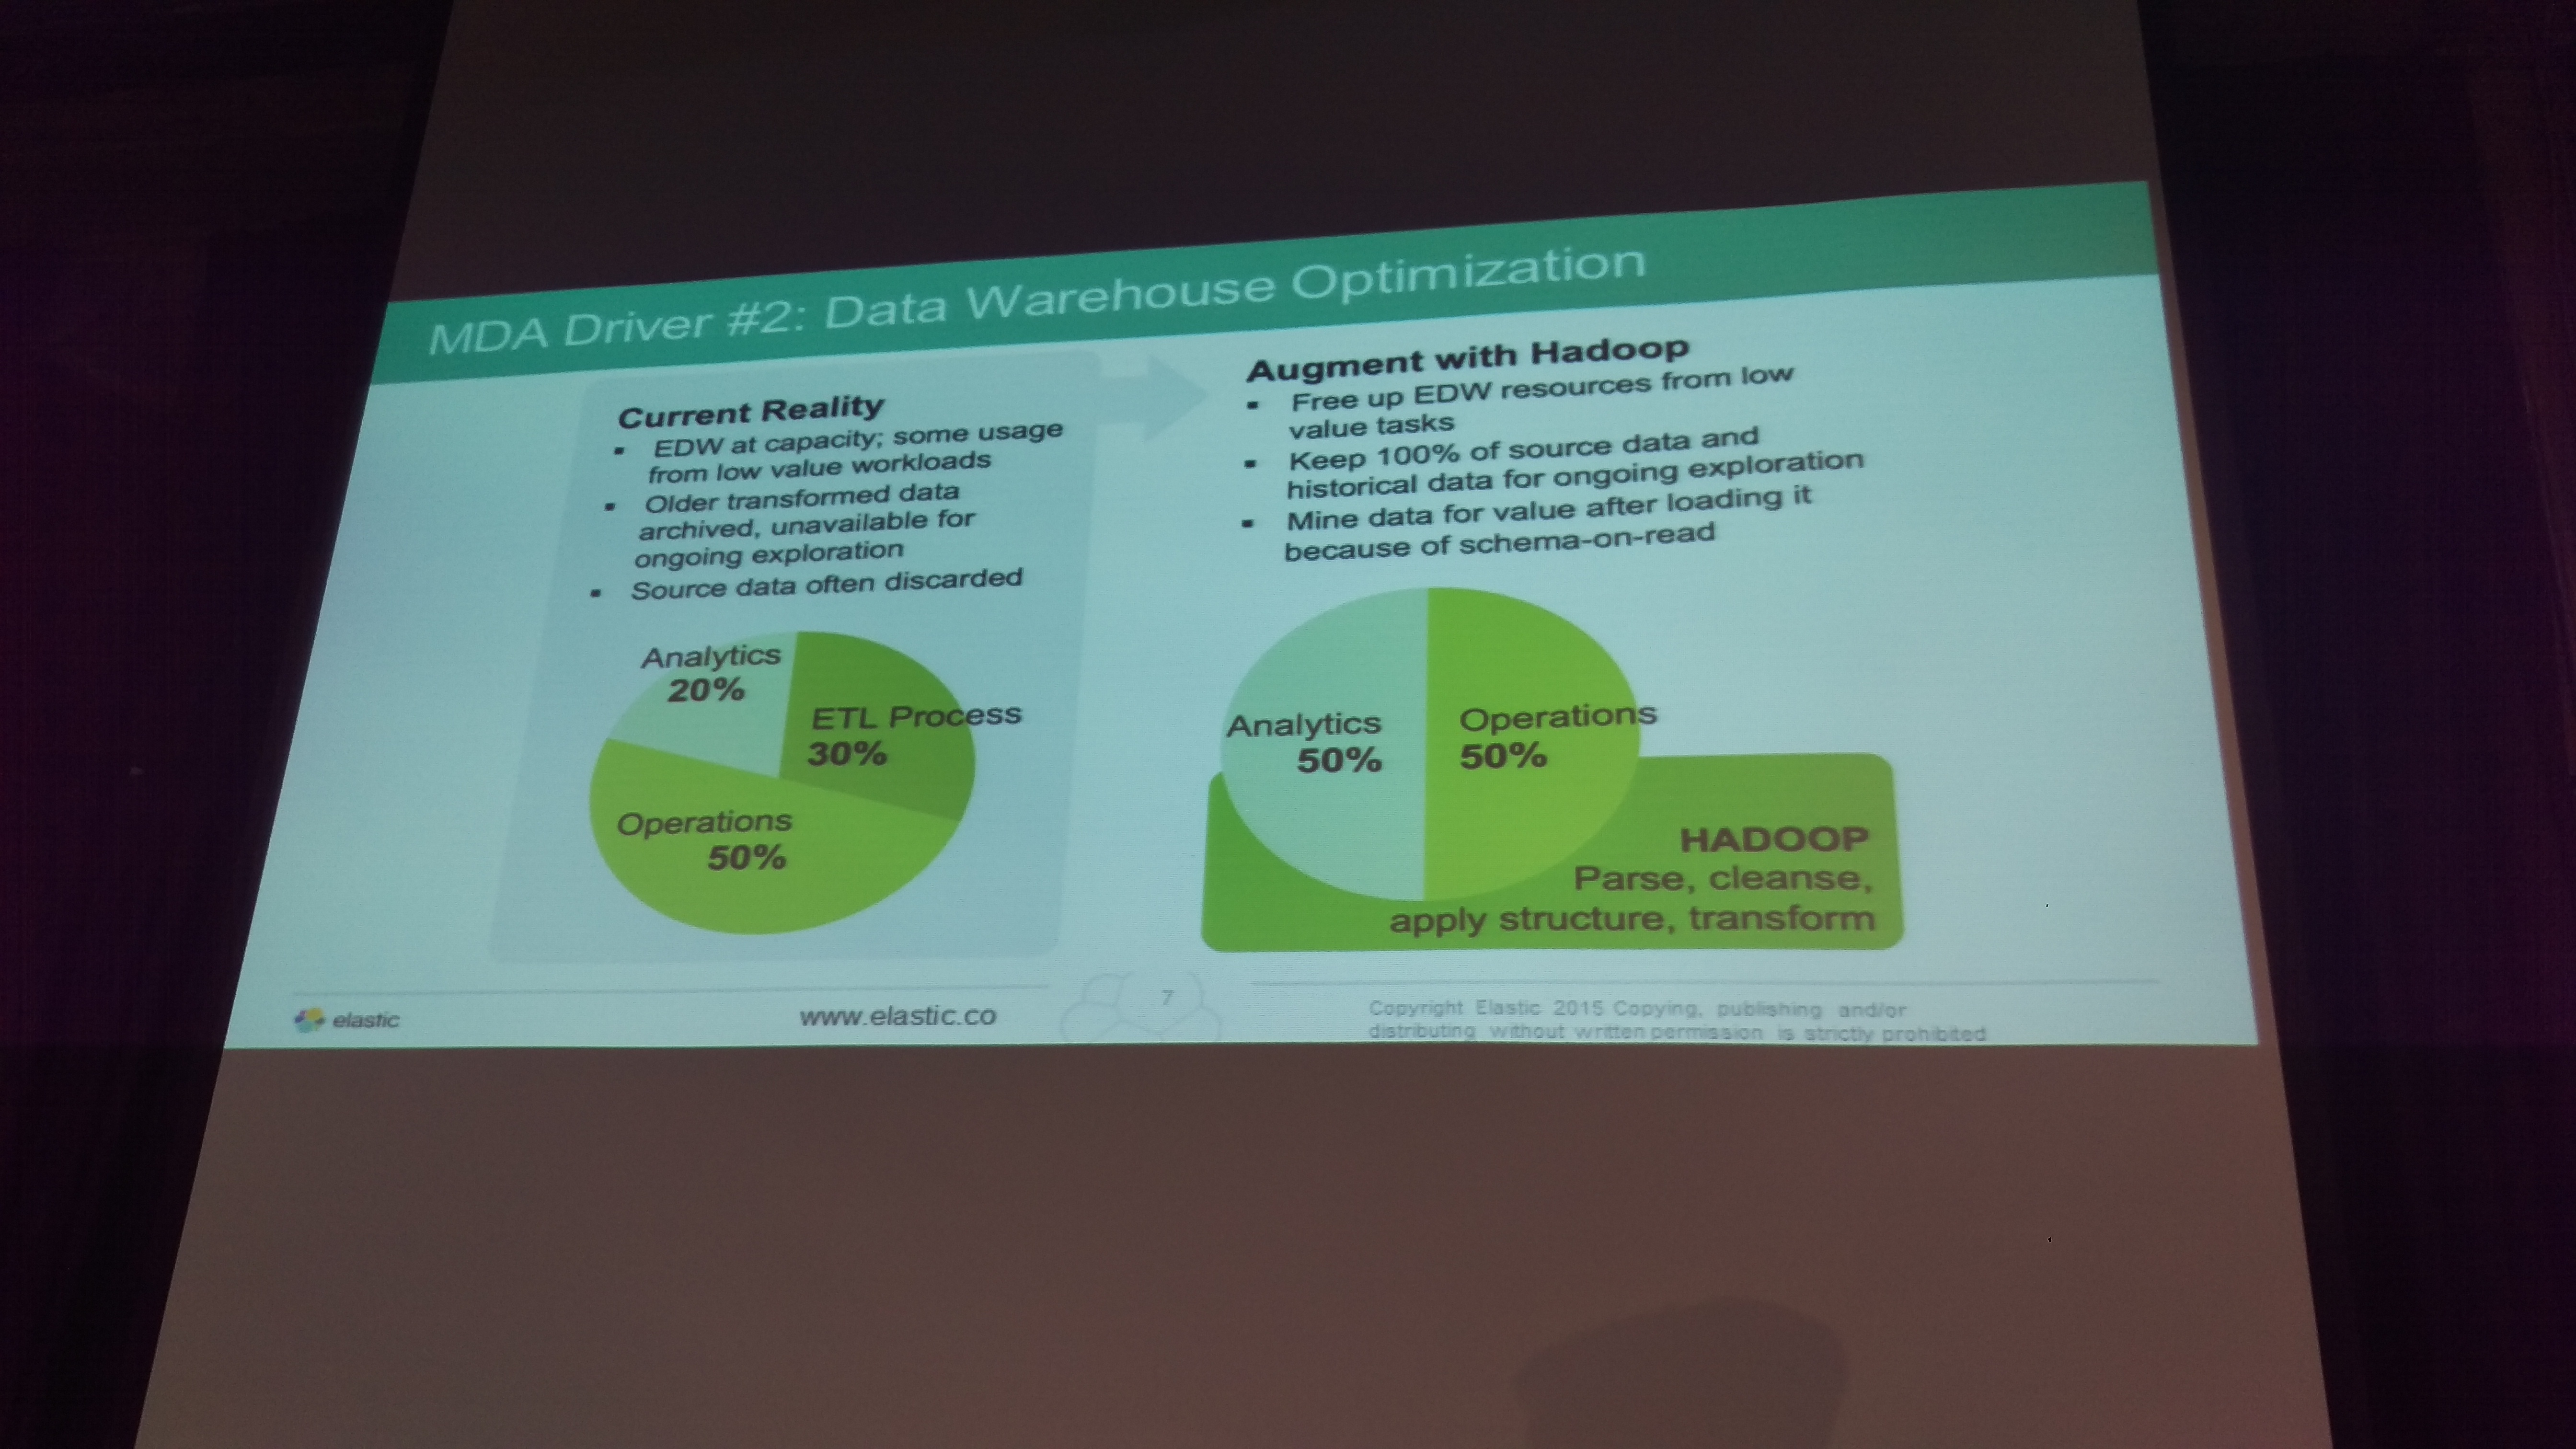 MDA Driver #2: Data Warehouse Optimization
Current Reality
▪ EDW at capacity; some usage
from low value workloads
▪ Older transformed data
archived, unavailable for
ongoing exploration
▪ Source data often discarded
Analytics
20%
ETL Process
30%
Operations
50%
Augment with Hadoop
▪ Free up EDW resources from low
value tasks
▪ Keep 100% of source data and
historical data for ongoing exploration
▪ Mine data for value after loading it
because of schema-on-read
Analytics
50%
Operations
50%
HADOOP
Parse, cleanse,
apply structure, transform
elastic
www.elastic.co
7
Copyright Elastic 2015 Copying, publishing and/or
distributing without written permission is strictly prohibited